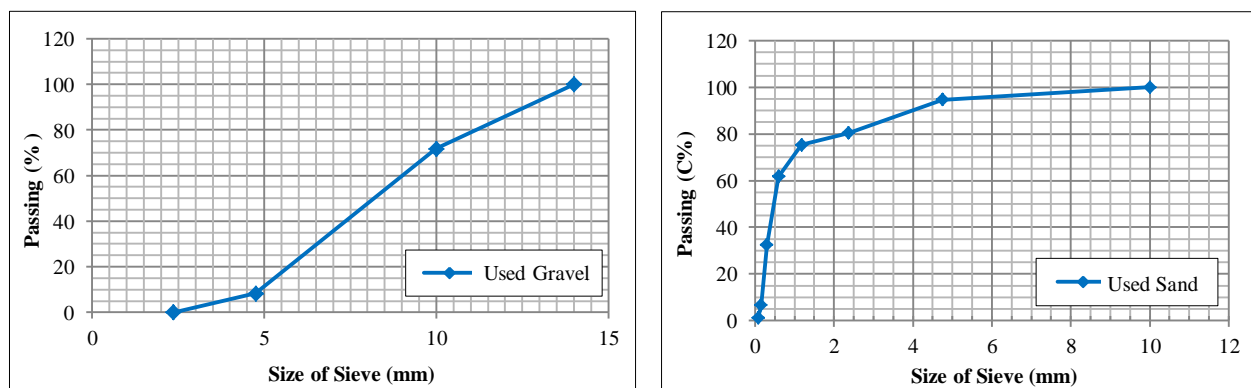 120
100
80
60
40
20
0
Passing (%)
0 5 10 15
Size of Sieve (mm)
Used Gravel
120
100
80
60
40
20
0
Passing (C%)
0 2 4 6 8 10 12
Size of Sieve (mm)
Used Sand